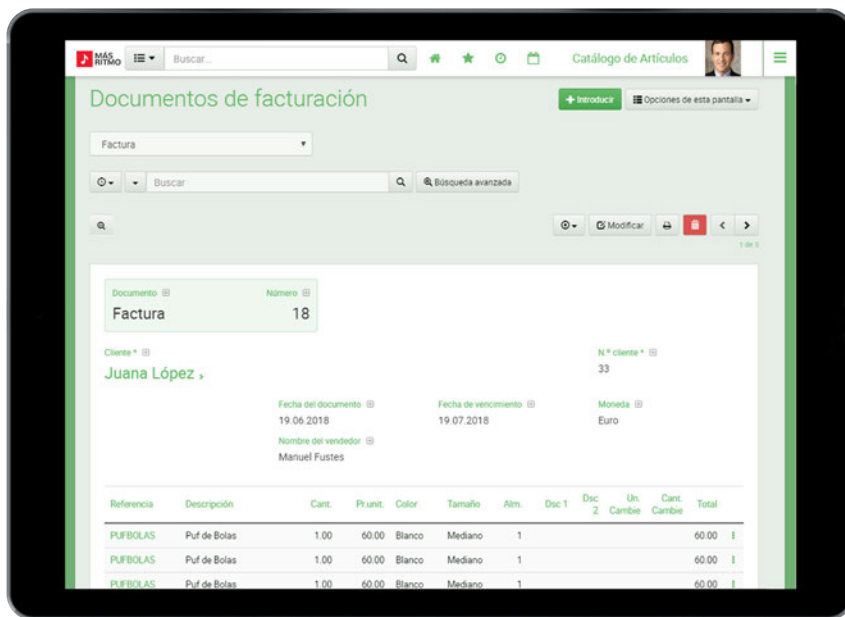 MÁS
RITMO
Buscar...
Catálogo de Artículos
Documentos de facturación
Introducir
Opciones de esta pantalla
Factura
Buscar
Búsqueda avanzada
Modificar
1 de 5
Documento
Número
Factura
18
Cliente *
N.º cliente *
Juana López
33
Fecha del documento
Fecha de vencimiento
Moneda
19.06.2018
19.07.2018
Euro
Nombre del vendedor
Manuel Fustes
Referencia Descripción Cant. Pr.unit. Color Tamaño Alm. Dsc 1 Dsc 2 Un. Cambie Cant. Cambie Total
PUFBOLAS Puf de Bolas 1.00 60.00 Blanco Mediano 1 60.00
PUFBOLAS Puf de Bolas 1.00 60.00 Blanco Mediano 1 60.00
PUFBOLAS Puf de Bolas 1.00 60.00 Blanco Mediano 1 60.00